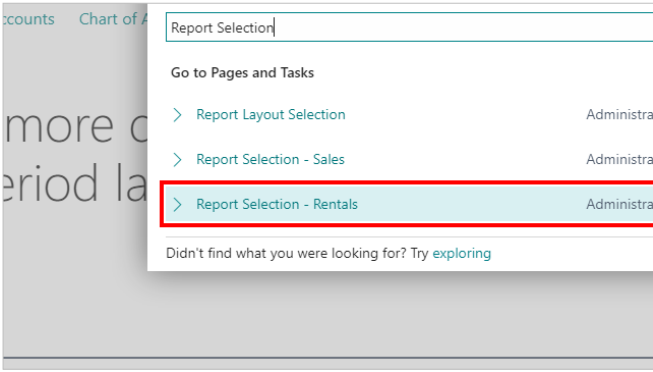 ccounts Chart of A
Report Selection
Go to Pages and Tasks
Report Layout Selection Administra
Report Selection - Sales Administra
Report Selection - Rentals Administra
more c
eriod la
Didn't find what you were looking for? Try exploring